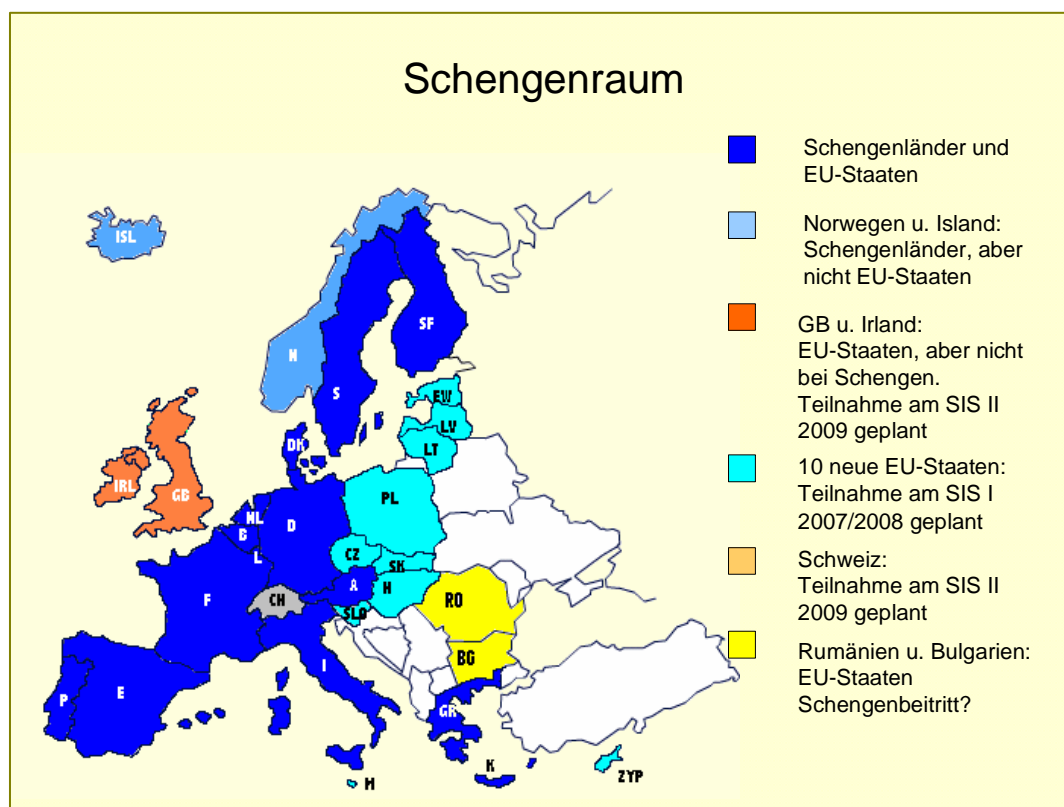 Schengenraum
Schengenländer und
EU-Staaten
Norwegen u. Island:
Schengenländer, aber
nicht EU-Staaten
GB u. Irland:
EU-Staaten, aber nicht
bei Schengen.
Teilnahme am SIS II
2009 geplant
10 neue EU-Staaten:
Teilnahme am SIS I
2007/2008 geplant
Schweiz:
Teilnahme am SIS II
2009 geplant
Rumänien u. Bulgarien:
EU-Staaten
Schengenbeitritt?
ISL
N
S
SF
EW
LV
LT
DK
IRL
GB
NL
B
D
PL
L
CZ
SK
F
CH
A
H
SLO
RO
I
BG
P
E
GR
K
M
ZYP